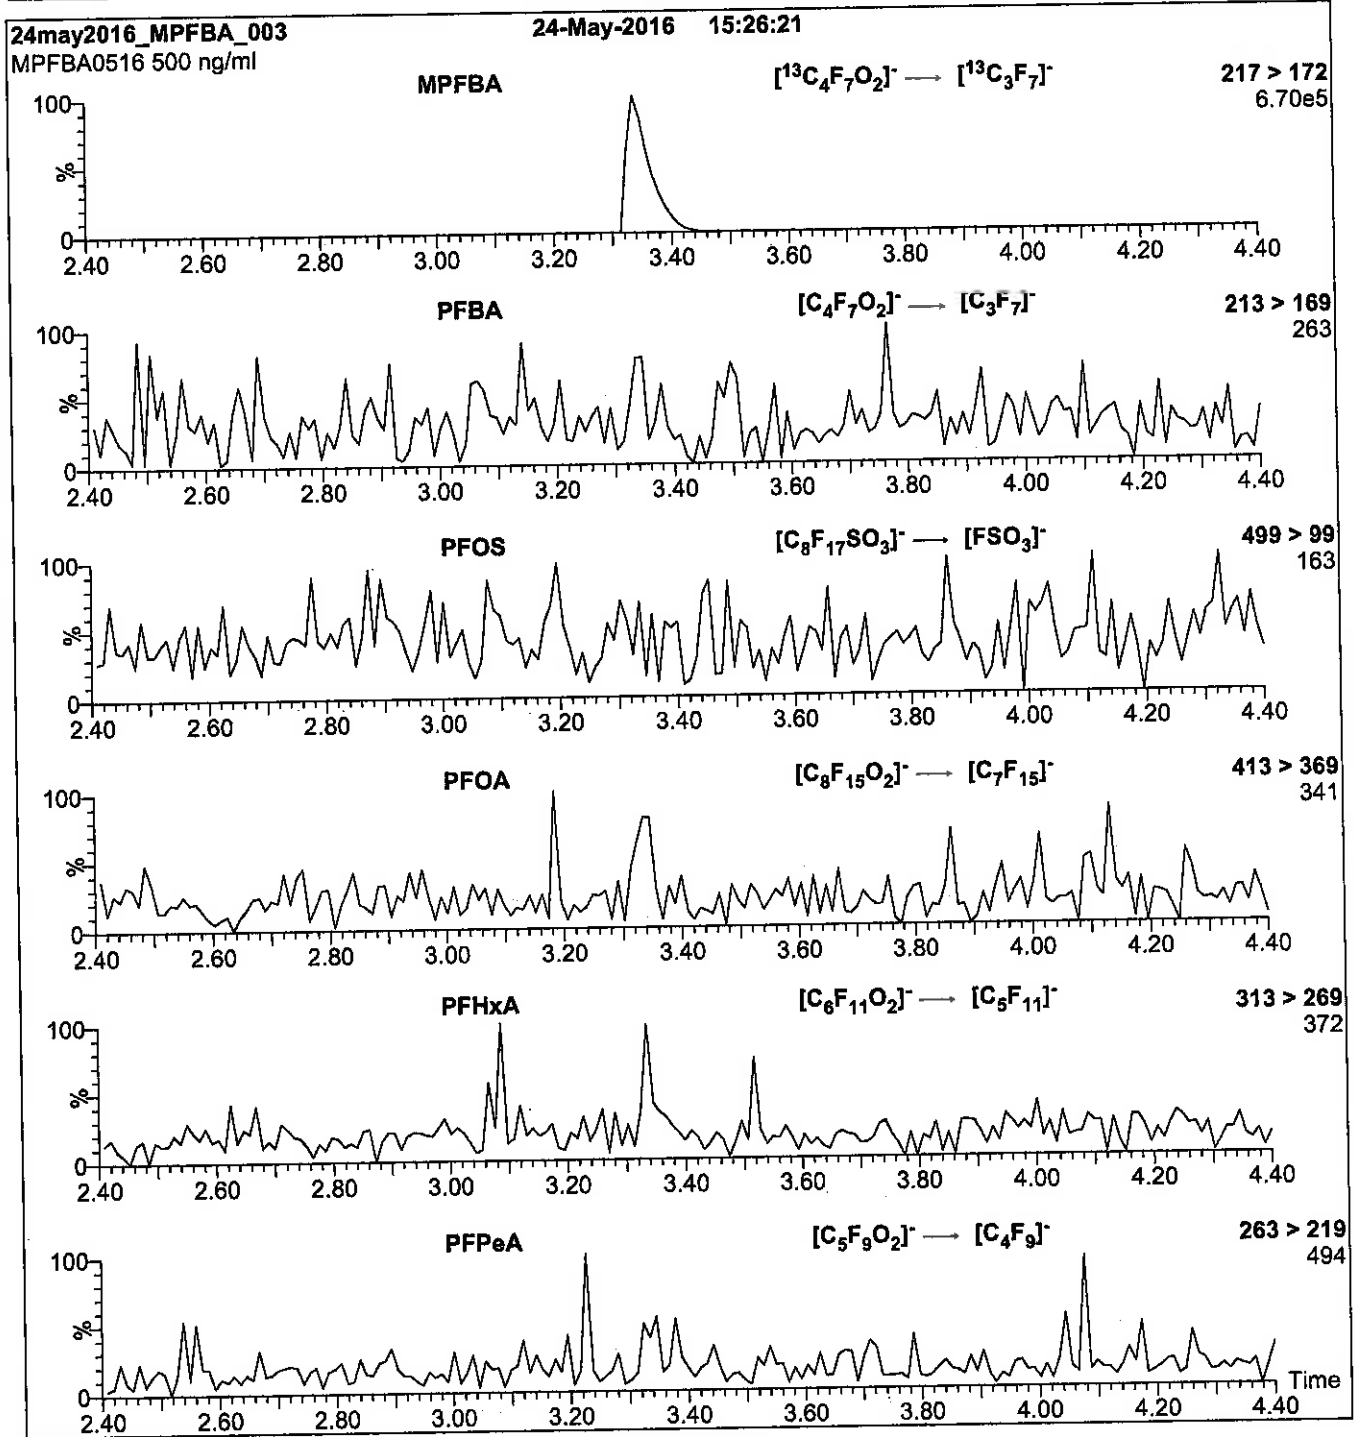 24may2016_MPFBA_003 24-May-2016 15:26:21
MPFBA0516 500 ng/ml
MPFBA [¹³C₄F₇O₂]⁻ → [¹³C₃F₇]⁻ 217 > 172
6.70e5
100
%
0
2.40 2.60 2.80 3.00 3.20 3.40 3.60 3.80 4.00 4.20 4.40
PFBA [C₄F₇O₂]⁻ → [C₃F₇]⁻ 213 > 169
263
100
%
0
2.40 2.60 2.80 3.00 3.20 3.40 3.60 3.80 4.00 4.20 4.40
PFOS [C₈F₁₇SO₃]⁻ → [FSO₃]⁻ 499 > 99
163
100
%
0
2.40 2.60 2.80 3.00 3.20 3.40 3.60 3.80 4.00 4.20 4.40
PFOA [C₈F₁₅O₂]⁻ → [C₇F₁₅]⁻ 413 > 369
341
100
%
0
2.40 2.60 2.80 3.00 3.20 3.40 3.60 3.80 4.00 4.20 4.40
PFHxA [C₆F₁₁O₂]⁻ → [C₅F₁₁]⁻ 313 > 269
372
100
%
0
2.40 2.60 2.80 3.00 3.20 3.40 3.60 3.80 4.00 4.20 4.40
PFPeA [C₅F₉O₂]⁻ → [C₄F₉]⁻ 263 > 219
494
100
%
0
Time
2.40 2.60 2.80 3.00 3.20 3.40 3.60 3.80 4.00 4.20 4.40